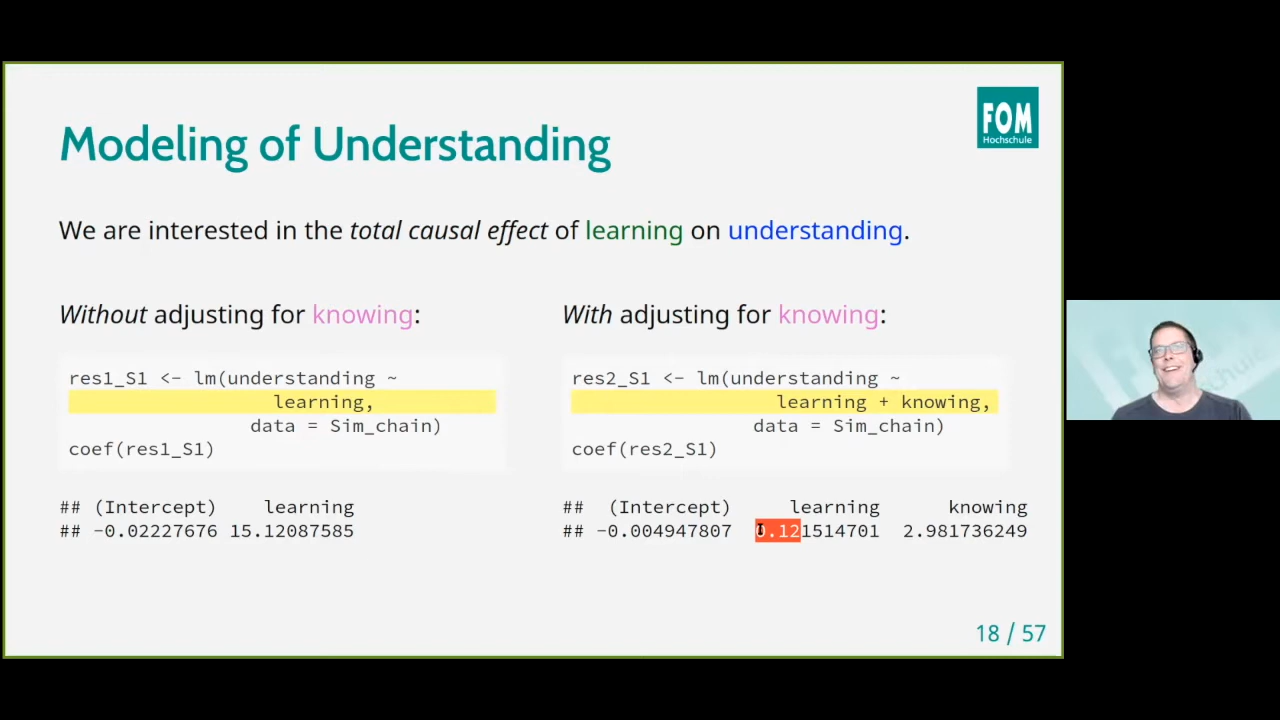 FOM
Hochschule
Modeling of Understanding
We are interested in the total causal effect of learning on understanding.
Without adjusting for knowing:
res1_S1 <- lm(understanding ~
learning,
data = Sim_chain)
coef(res1_S1)
## (Intercept) learning
## -0.02227676 15.12087585
With adjusting for knowing:
res2_S1 <- lm(understanding ~
learning + knowing,
data = Sim_chain)
coef(res2_S1)
## (Intercept) learning knowing
## -0.004947807 0.121514701 2.981736249
18 / 57